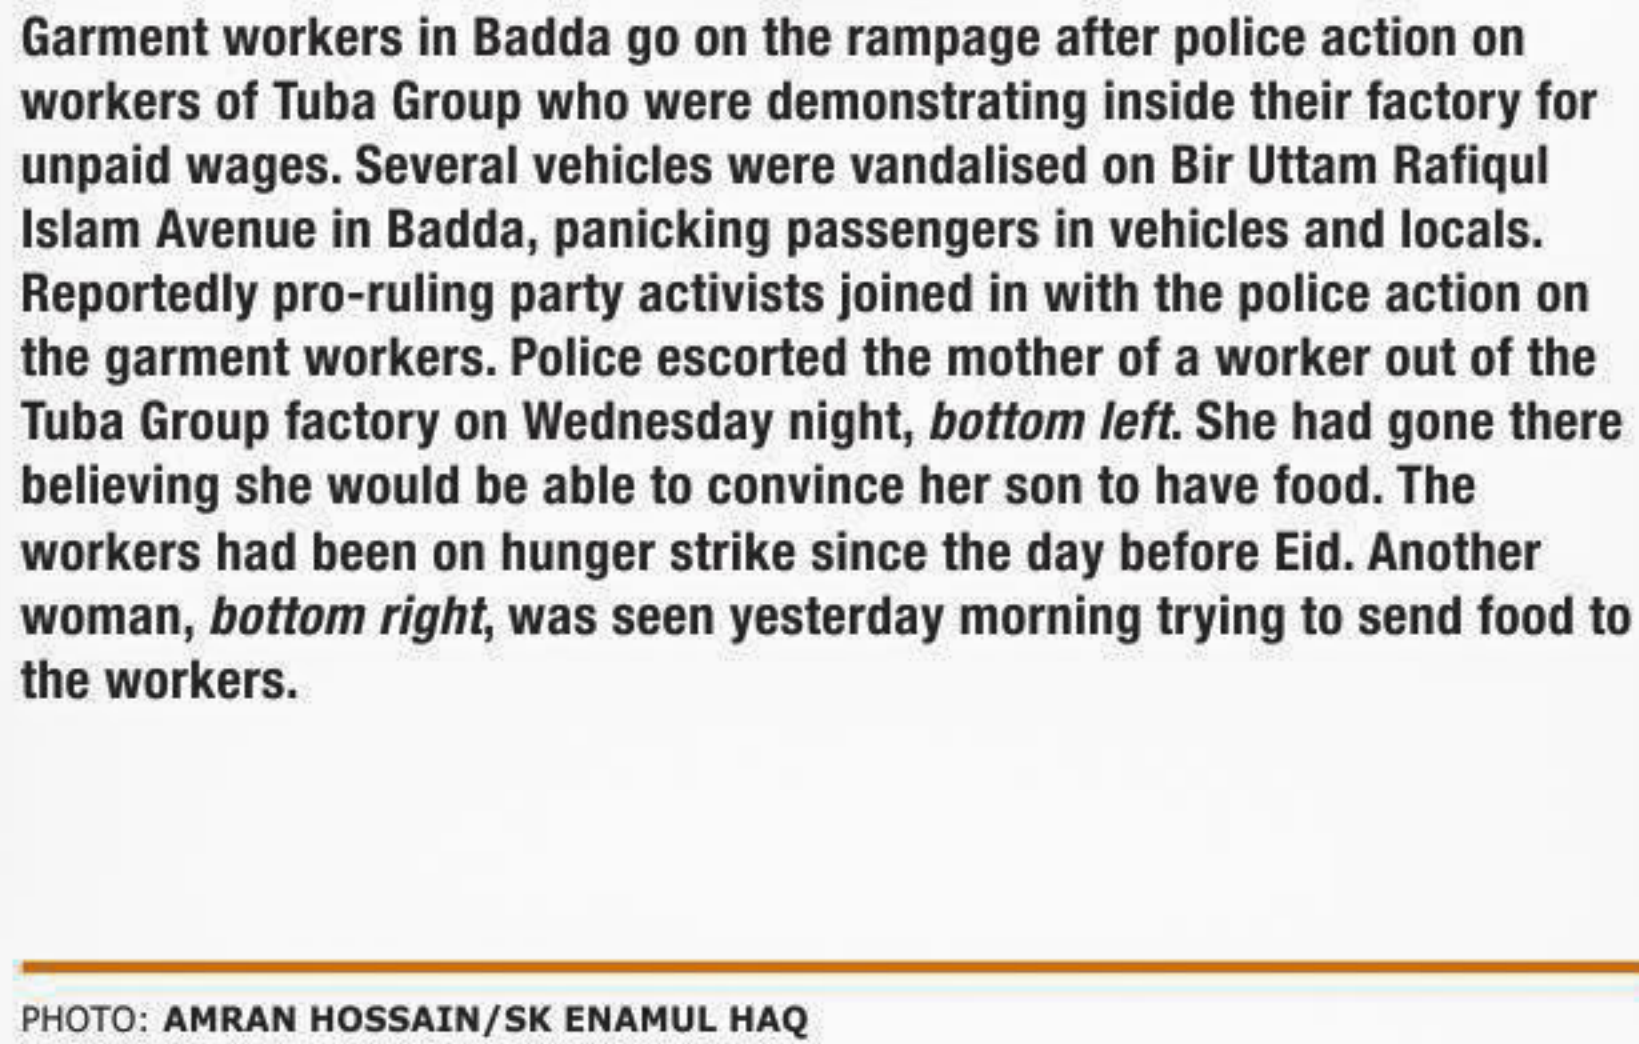 Garment workers in Badda go on the rampage after police action on
workers of Tuba Group who were demonstrating inside their factory for
unpaid wages. Several vehicles were vandalised on Bir Uttam Rafiqul
Islam Avenue in Badda, panicking passengers in vehicles and locals.
Reportedly pro-ruling party activists joined in with the police action on
the garment workers. Police escorted the mother of a worker out of the
Tuba Group factory on Wednesday night, bottom left. She had gone there
believing she would be able to convince her son to have food. The
workers had been on hunger strike since the day before Eid. Another
woman, bottom right, was seen yesterday morning trying to send food to
the workers.
PHOTO: AMRAN HOSSAIN/SK ENAMUL HAQ